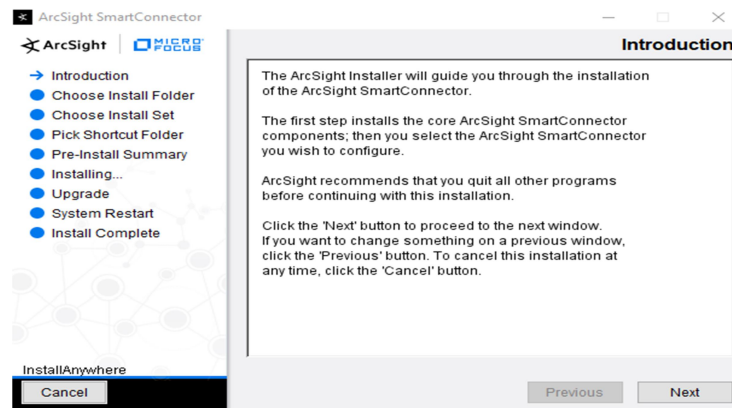 ArcSight SmartConnector
ArcSight
MICRO
FOCUS
Introduction
Introduction
Choose Install Folder
Choose Install Set
Pick Shortcut Folder
Pre-Install Summary
Installing...
Upgrade
System Restart
Install Complete
The ArcSight Installer will guide you through the installation
of the ArcSight SmartConnector.
The first step installs the core ArcSight SmartConnector
components; then you select the ArcSight SmartConnector
you wish to configure.
ArcSight recommends that you quit all other programs
before continuing with this installation.
Click the 'Next' button to proceed to the next window.
If you want to change something on a previous window,
click the 'Previous' button. To cancel this installation at
any time, click the 'Cancel' button.
InstallAnywhere
Cancel
Previous
Next